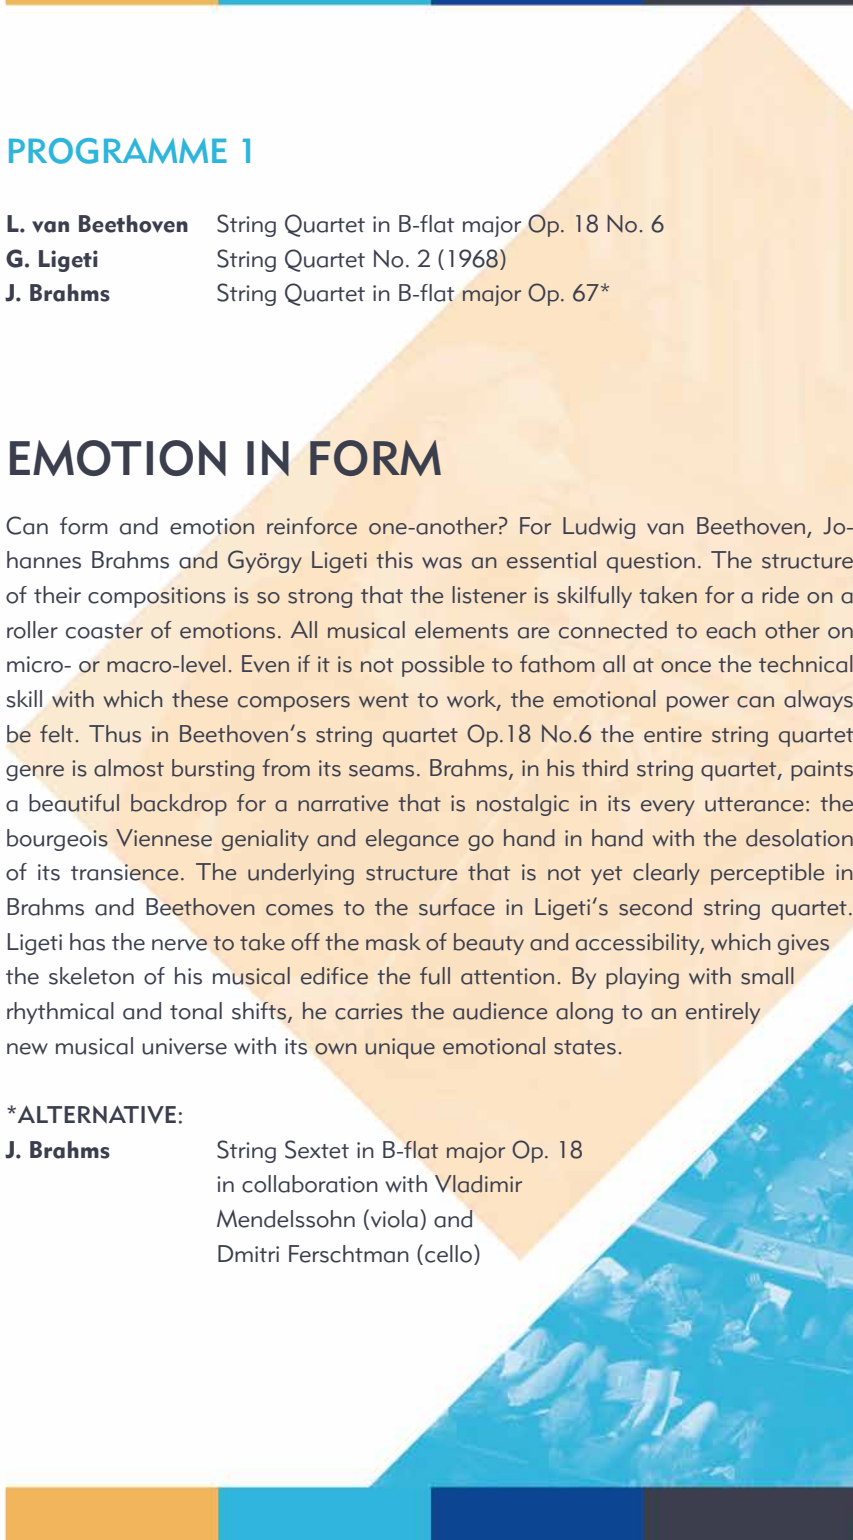 PROGRAMME 1
L. van Beethoven String Quartet in B-flat major Op. 18 No. 6
G. Ligeti String Quartet No. 2 (1968)
J. Brahms String Quartet in B-flat major Op. 67*
EMOTION IN FORM
Can form and emotion reinforce one-another? For Ludwig van Beethoven, Jo-
hannes Brahms and György Ligeti this was an essential question. The structure
of their compositions is so strong that the listener is skilfully taken for a ride on a
roller coaster of emotions. All musical elements are connected to each other on
micro- or macro-level. Even if it is not possible to fathom all at once the technical
skill with which these composers went to work, the emotional power can always
be felt. Thus in Beethoven's string quartet Op.18 No.6 the entire string quartet
genre is almost bursting from its seams. Brahms, in his third string quartet, paints
a beautiful backdrop for a narrative that is nostalgic in its every utterance: the
bourgeois Viennese geniality and elegance go hand in hand with the desolation
of its transience. The underlying structure that is not yet clearly perceptible in
Brahms and Beethoven comes to the surface in Ligeti's second string quartet.
Ligeti has the nerve to take off the mask of beauty and accessibility, which gives
the skeleton of his musical edifice the full attention. By playing with small
rhythmical and tonal shifts, he carries the audience along to an entirely
new musical universe with its own unique emotional states.
*ALTERNATIVE:
J. Brahms String Sextet in B-flat major Op. 18
in collaboration with Vladimir
Mendelssohn (viola) and
Dmitri Ferschtman (cello)